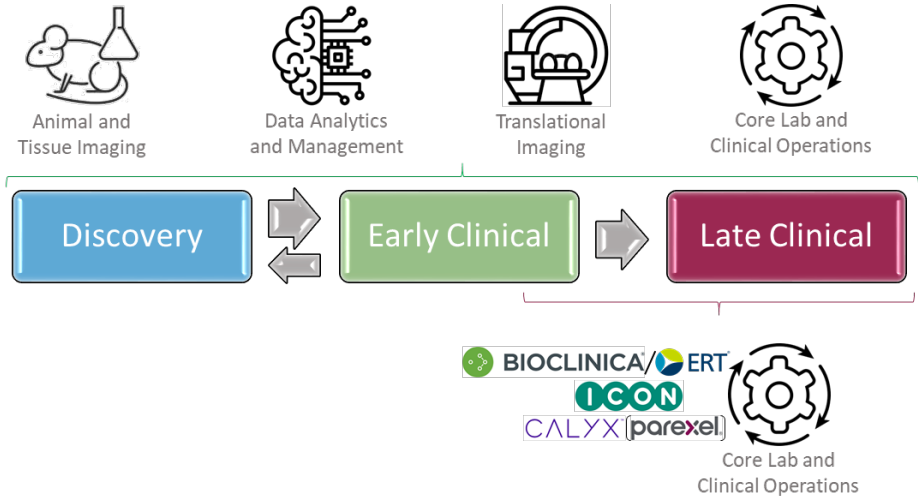 Animal and
Tissue Imaging
Data Analytics
and Management
Translational
Imaging
Core Lab and
Clinical Operations
Discovery
Early Clinical
Late Clinical
BIOCLINICA®/ERT®
ICON
CALYX™(parexel®)
Core Lab and
Clinical Operations